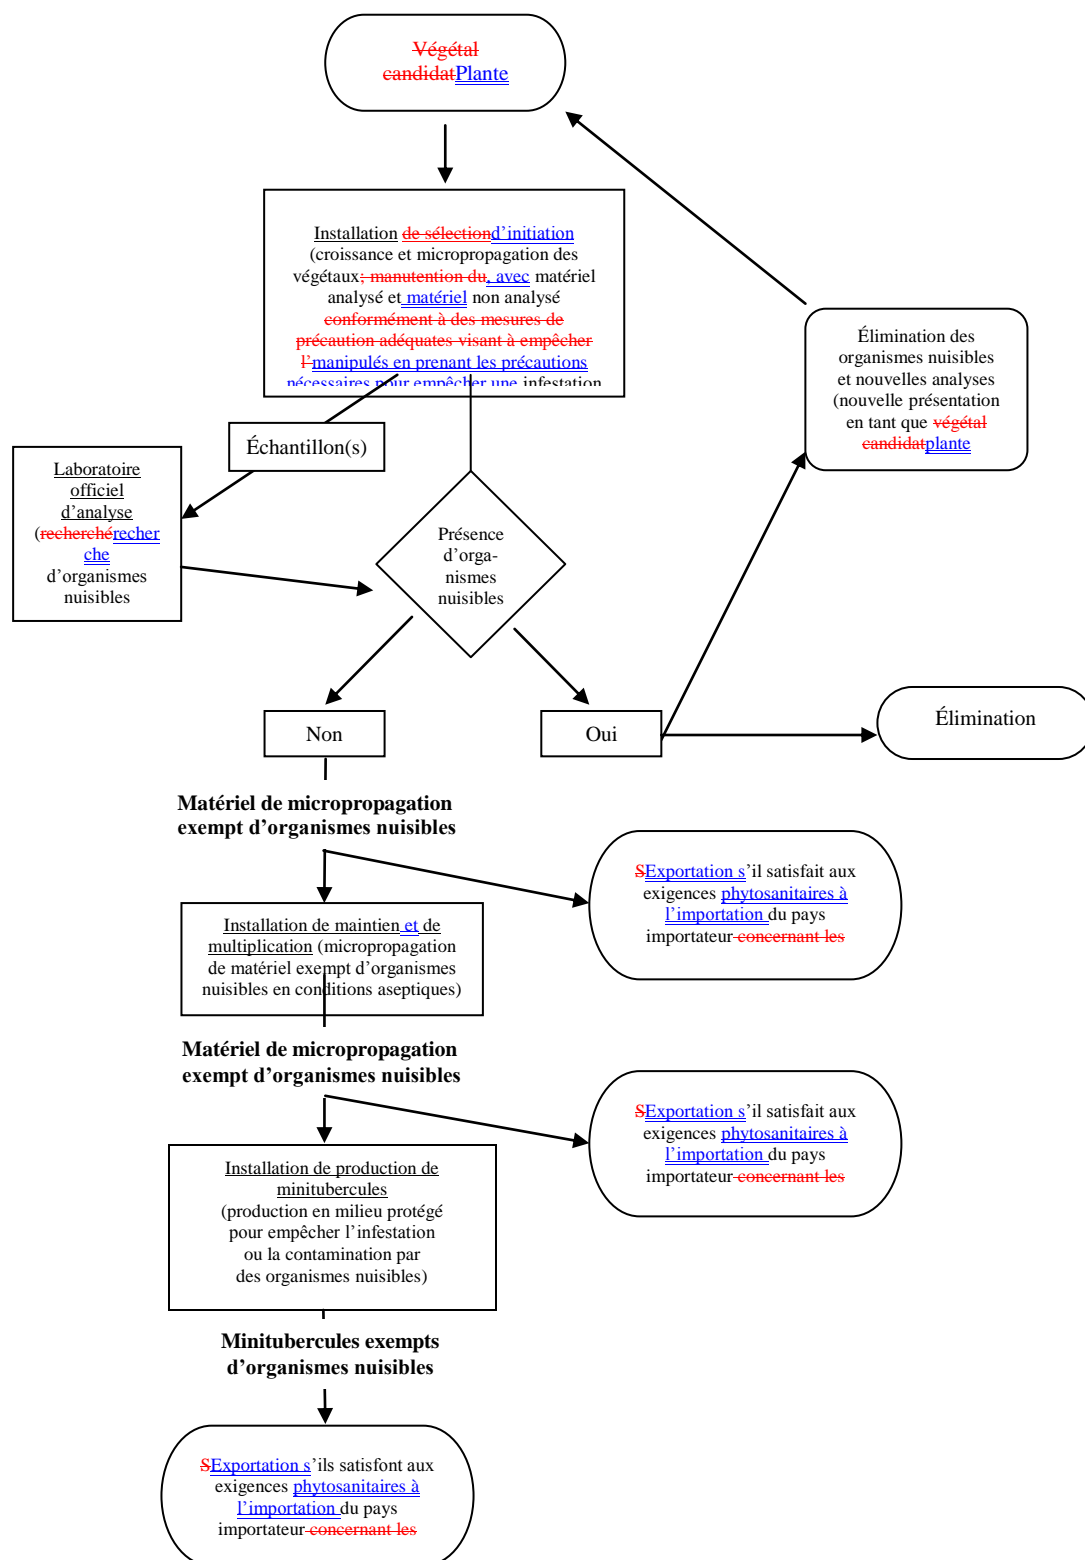 Végétal
candidatPlante
Installation de sélectiond’initiation
(croissance et micropropagation des
végétaux; manutention du, avec matériel
analysé et matériel non analysé
conformément à des mesures de
précaution adéquates visant à empêcher
l’manipulés en prenant les précautions
nécessaires pour empêcher une infestation
Élimination des
organismes nuisibles
et nouvelles analyses
(nouvelle présentation
en tant que végétal
candidatplante
Échantillon(s)
Laboratoire
officiel
d’analyse
(recherchérecher
che
d’organismes
nuisibles
Présence
d’orga-
nismes
nuisibles
Non
Oui
Élimination
Matériel de micropropagation
exempt d’organismes nuisibles
SExportation s’il satisfait aux
exigences phytosanitaires à
l’importation du pays
importateur concernant les
Installation de maintien et de
multiplication (micropropagation
de matériel exempt d’organismes
nuisibles en conditions aseptiques)
Matériel de micropropagation
exempt d’organismes nuisibles
SExportation s’il satisfait aux
exigences phytosanitaires à
l’importation du pays
importateur concernant les
Installation de production de
minitubercules
(production en milieu protégé
pour empêcher l’infestation
ou la contamination par
des organismes nuisibles)
Minitubercules exempts
d’organismes nuisibles
SExportation s’ils satisfont aux
exigences phytosanitaires à
l’importation du pays
importateur concernant les